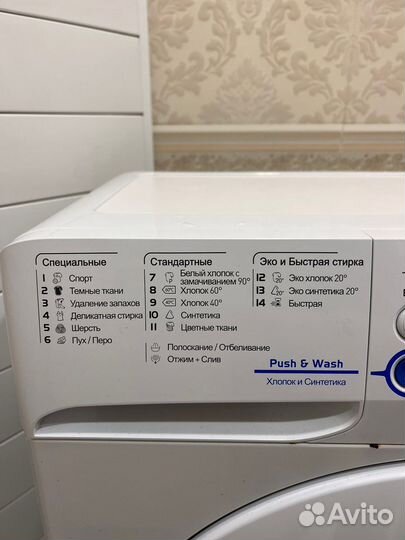 Специальные
1 Спорт
2 Темные ткани
3 Удаление запахов
4 Деликатная стирка
5 Шерсть
6 Пух / Перо
Стандартные
7 Белый хлопок с
замачиванием 90°
8 Хлопок 60°
9 Хлопок 40°
10 Синтетика
11 Цветные ткани
Полоскание / Отбеливание
Отжим + Слив
Эко и Быстрая стирка
12 Эко хлопок 20°
13 Эко синтетика 20°
14 Быстрая
Push & Wash
Хлопок и Синтетика
Avito